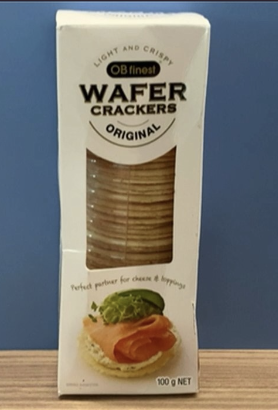 LIGHT AND CRISPY
OB finest
WAFER
CRACKERS
ORIGINAL
Perfect partner for cheese & toppings
100 g NET